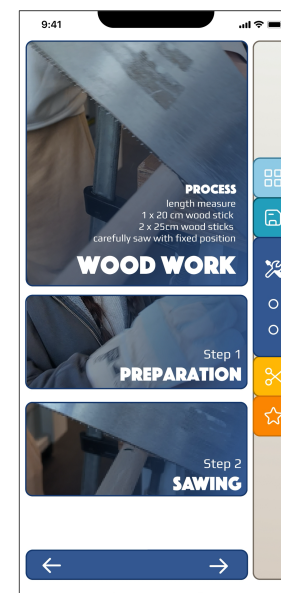 9:41
PROCESS
length measure
1 x 20 cm wood stick
2 x 25cm wood sticks
carefully saw with fixed position
WOOD WORK
Step 1
PREPARATION
Step 2
SAWING